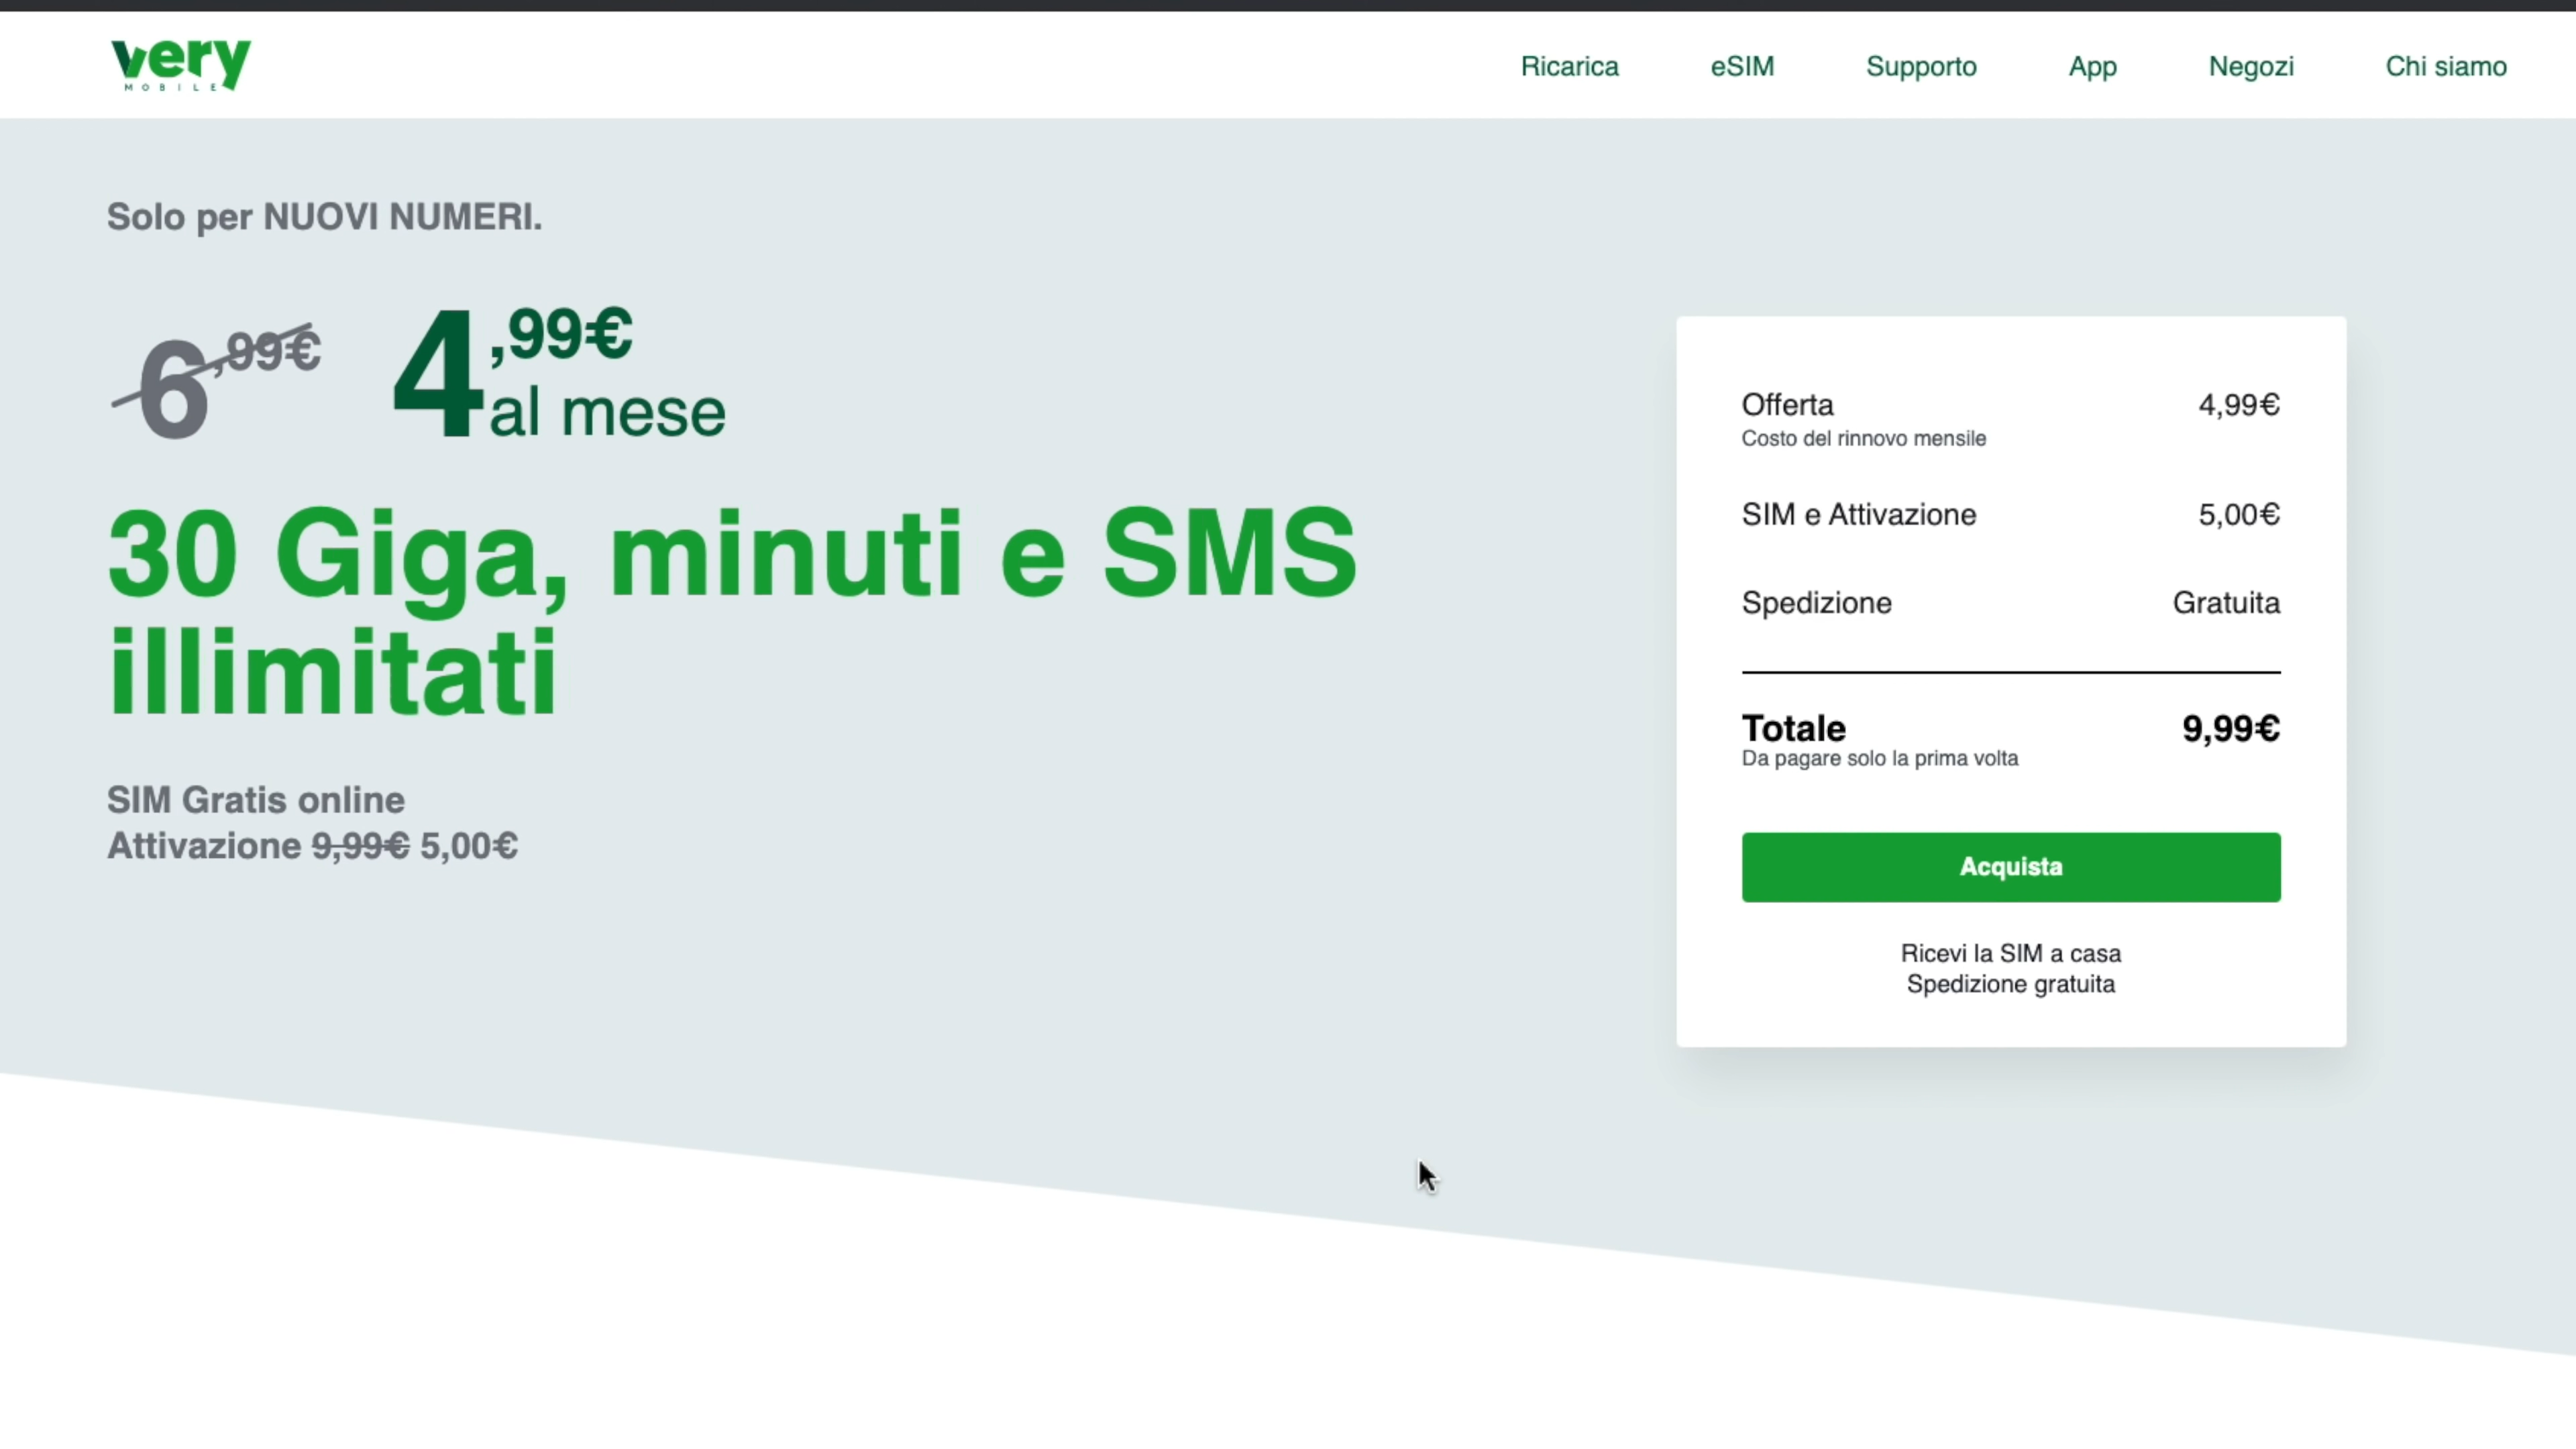 very
MOBILE
Ricarica eSIM Supporto App Negozi Chi siamo
Solo per NUOVI NUMERI.
6,99€ 4,99€
al mese
30 Giga, minuti e SMS
illimitati
SIM Gratis online
Attivazione 9,99€ 5,00€
Offerta 4,99€
Costo del rinnovo mensile
SIM e Attivazione 5,00€
Spedizione Gratuita
Totale 9,99€
Da pagare solo la prima volta
Acquista
Ricevi la SIM a casa
Spedizione gratuita